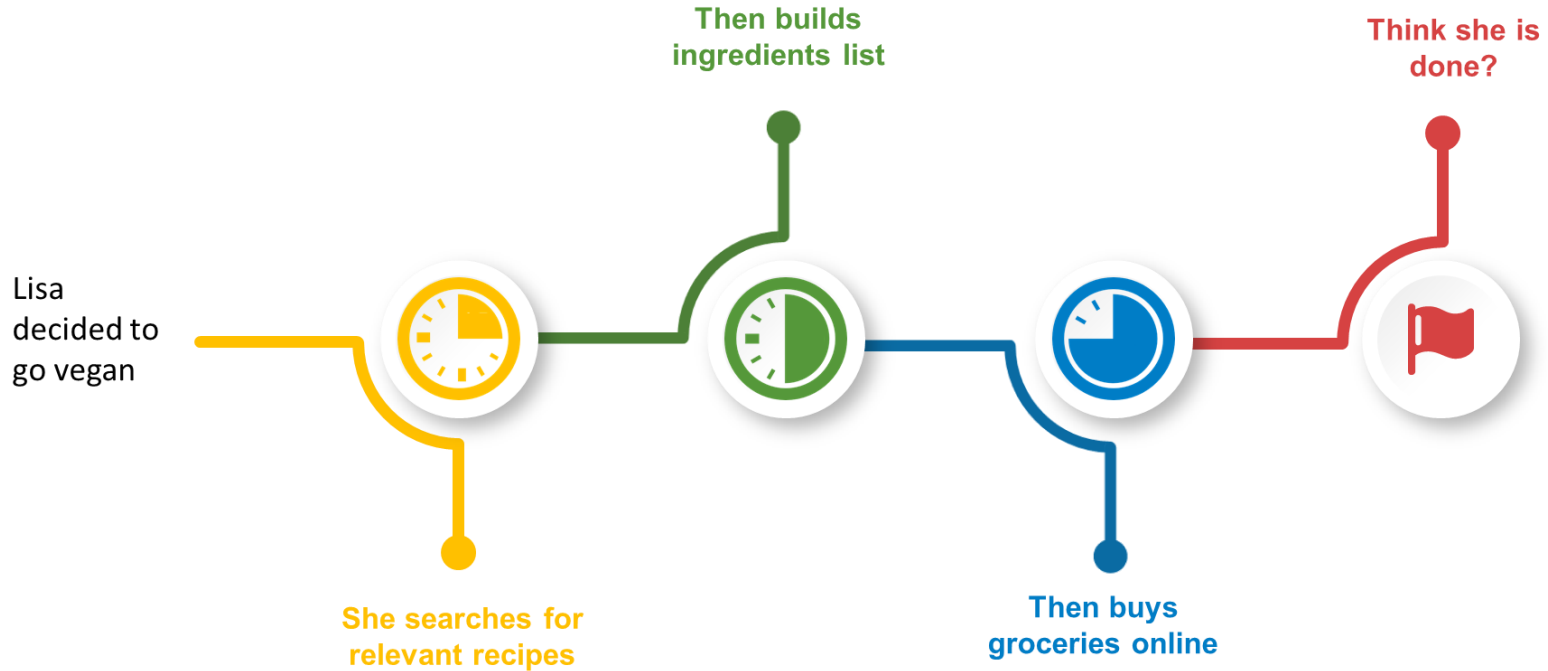 Lisa
decided to
go vegan
She searches for
relevant recipes
Then builds
ingredients list
Then buys
groceries online
Think she is
done?